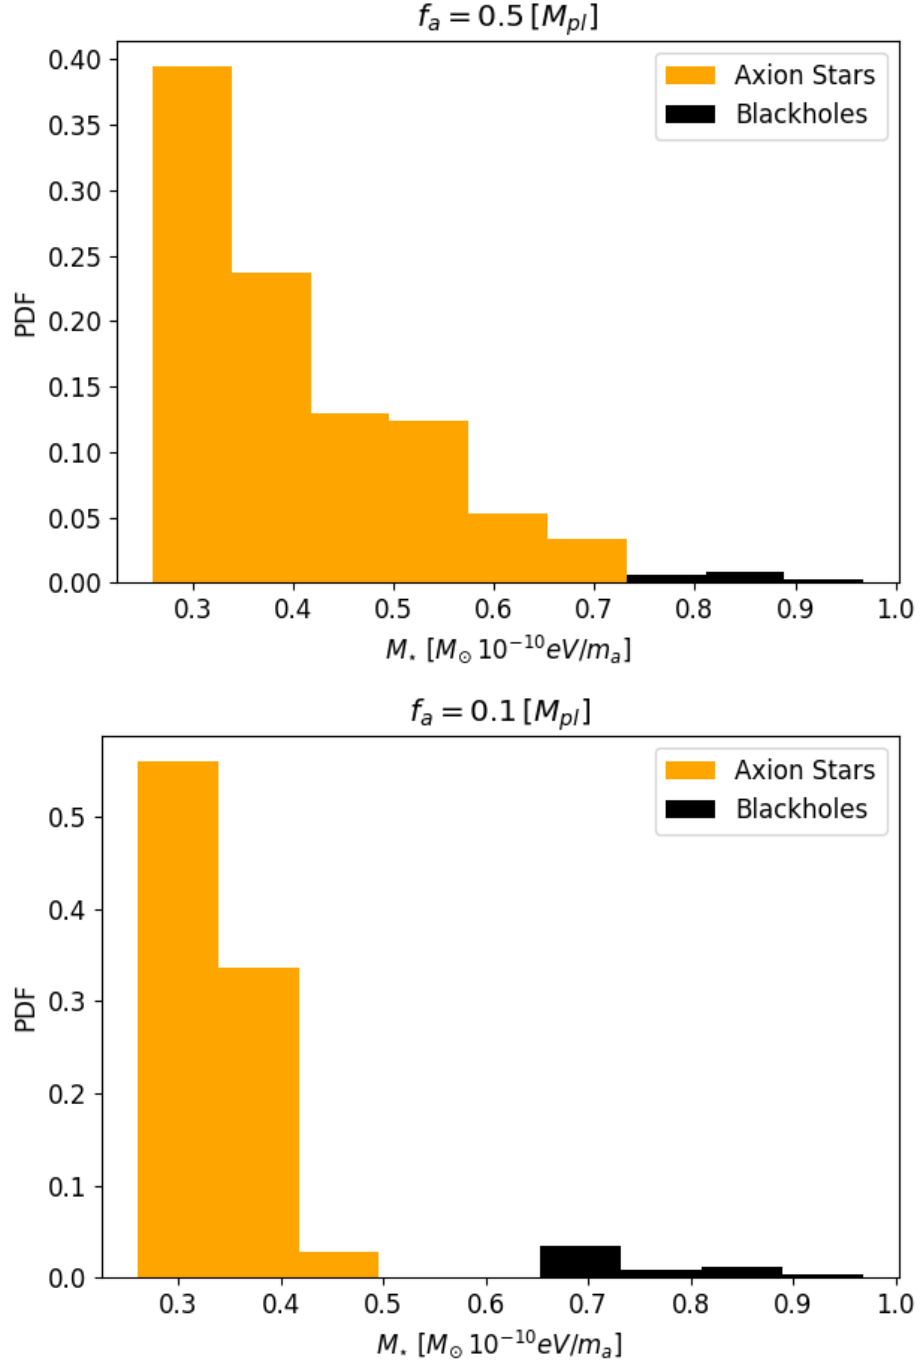 f_a = 0.5 [M_{pl}]
0.40
0.35
0.30
0.25
0.20
0.15
0.10
0.05
0.00
PDF
Axion Stars
Blackholes
0.3 0.4 0.5 0.6 0.7 0.8 0.9 1.0
M_⋆ [M_⊙ 10^{-10}eV/m_a]
f_a = 0.1 [M_{pl}]
0.5
0.4
0.3
0.2
0.1
0.0
PDF
Axion Stars
Blackholes
0.3 0.4 0.5 0.6 0.7 0.8 0.9 1.0
M_⋆ [M_⊙ 10^{-10}eV/m_a]